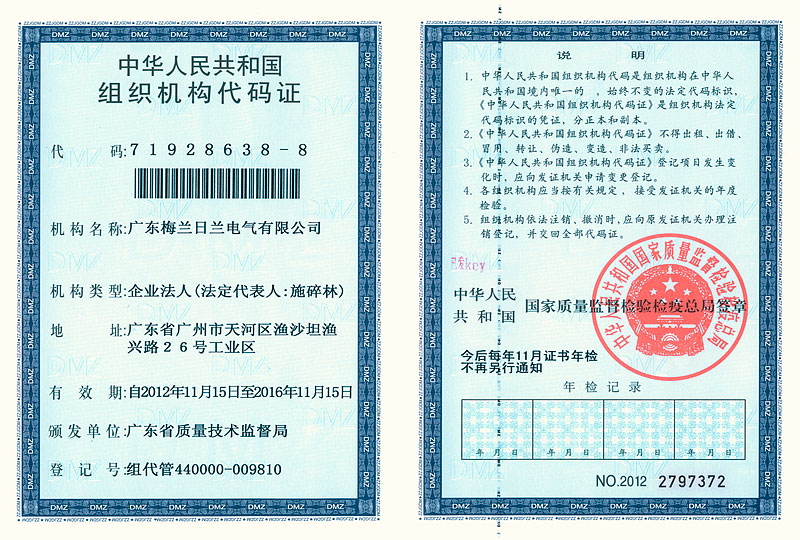 中华人民共和国
组织机构代码证
代 码:71928638-8
机构名称:广东梅兰日兰电气有限公司
机构类型:企业法人(法定代表人:施碎林)
地 址:广东省广州市天河区渔沙坦渔
兴路26号工业区
有 效 期:自2012年11月15日至2016年11月15日
颁发单位:广东省质量技术监督局
登 记 号:组代管440000-009810
说 明
1. 中华人民共和国组织机构代码是组织机构在中华人
民共和国境内唯一的 、始终不变的法定代码标识,
《中华人民共和国组织机构代码证》是组织机构法定
代码标识的凭证,分正本和副本。
2.《中华人民共和国组织机构代码证》不得出租、出借、
冒用、转让、伪造、变造、非法买卖。
3.《中华人民共和国组织机构代码证》登记项目发生变
化时,应向发证机关申请变更登记。
4. 各组织机构应当按有关规定 ,接受发证机关的年度
检验。
5. 组织机构依法注销、撤消时,应向原发证机关办理注
销登记,并交回全部代码证。
中华人民
共和国 国家质量监督检验检疫总局签章
中华人民共和国国家质量监督检验检疫总局
今后每年11月证书年检
不再另行通知
年检记录
年 月 日 年 月 日 年 月 日 年 月 日
NO.2012 2797372